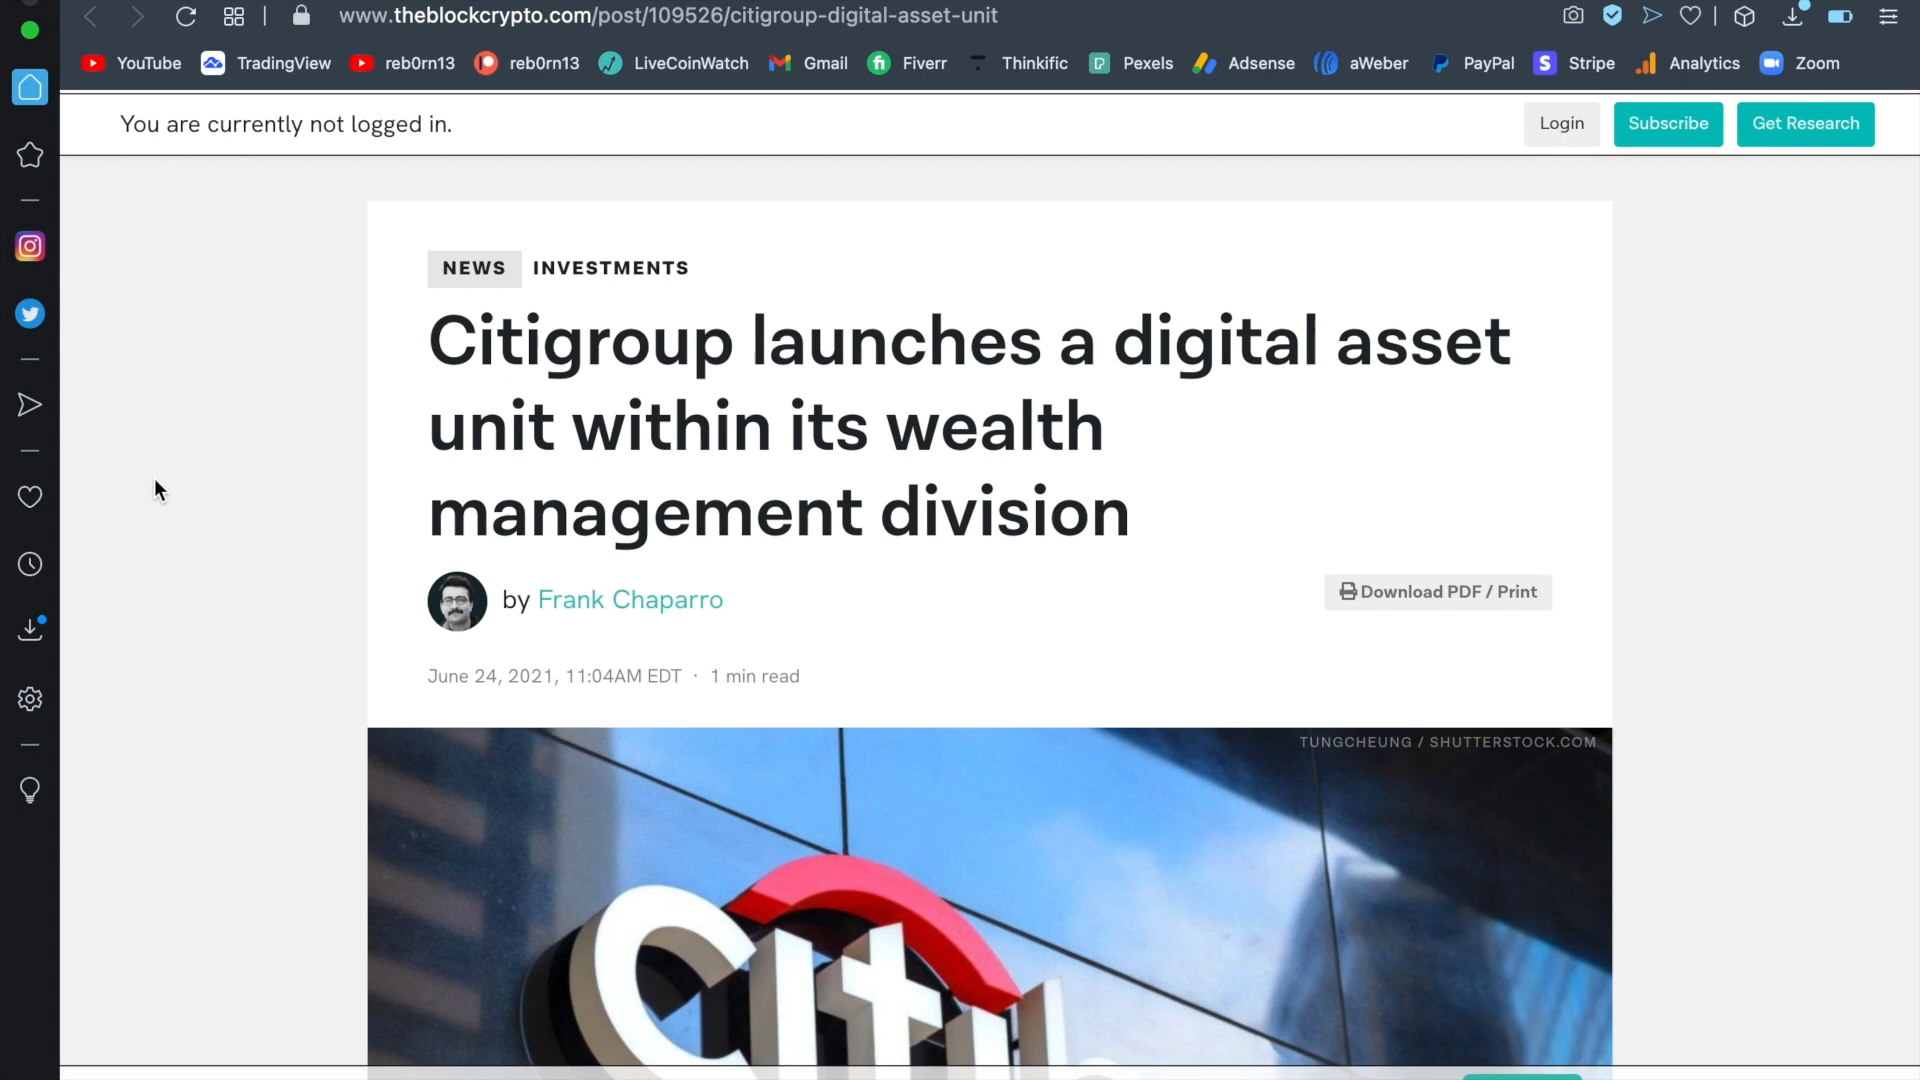 www.theblockcrypto.com/post/109526/citigroup-digital-asset-unit
YouTube TradingView reb0rn13 reb0rn13 LiveCoinWatch Gmail Fiverr Thinkific Pexels Adsense aWeber PayPal Stripe Analytics Zoom
You are currently not logged in. Login Subscribe Get Research
NEWS INVESTMENTS
Citigroup launches a digital asset
unit within its wealth
management division
by Frank Chaparro
Download PDF / Print
June 24, 2021, 11:04AM EDT · 1 min read
TUNGCHEUNG / SHUTTERSTOCK.COM
Citi